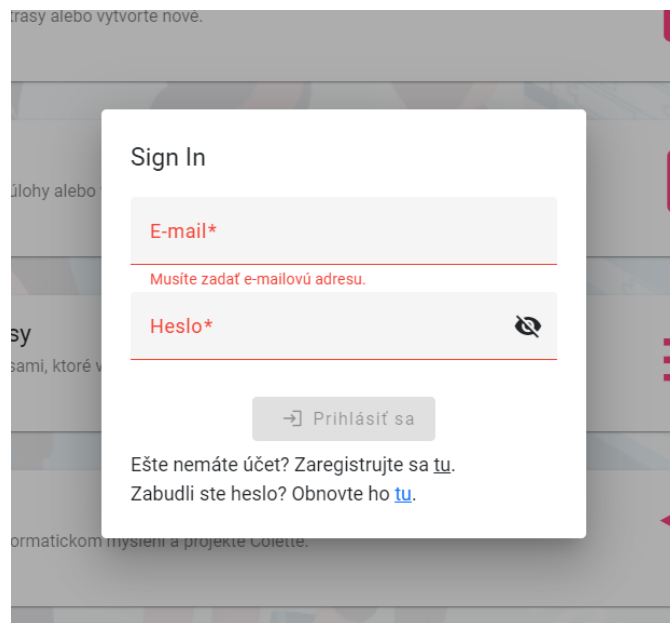 trasy alebo vytvorte nové.
Sign In
úlohy alebo
E-mail*
Musíte zadať e-mailovú adresu.
Heslo*
sy
sami, ktoré v
Prihlásiť sa
Ešte nemáte účet? Zaregistrujte sa tu.
Zabudli ste heslo? Obnovte ho tu.
ormatickom myslení a projekte Colette.